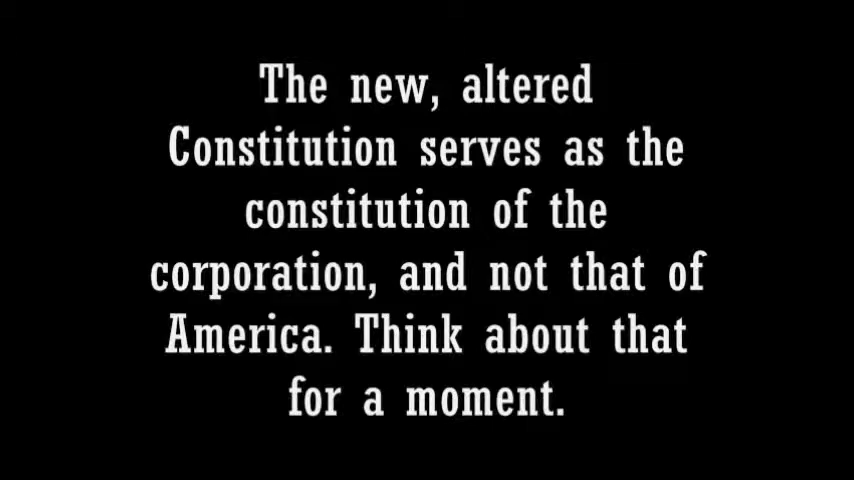 The new, altered
Constitution serves as the
constitution of the
corporation, and not that of
America. Think about that
for a moment.